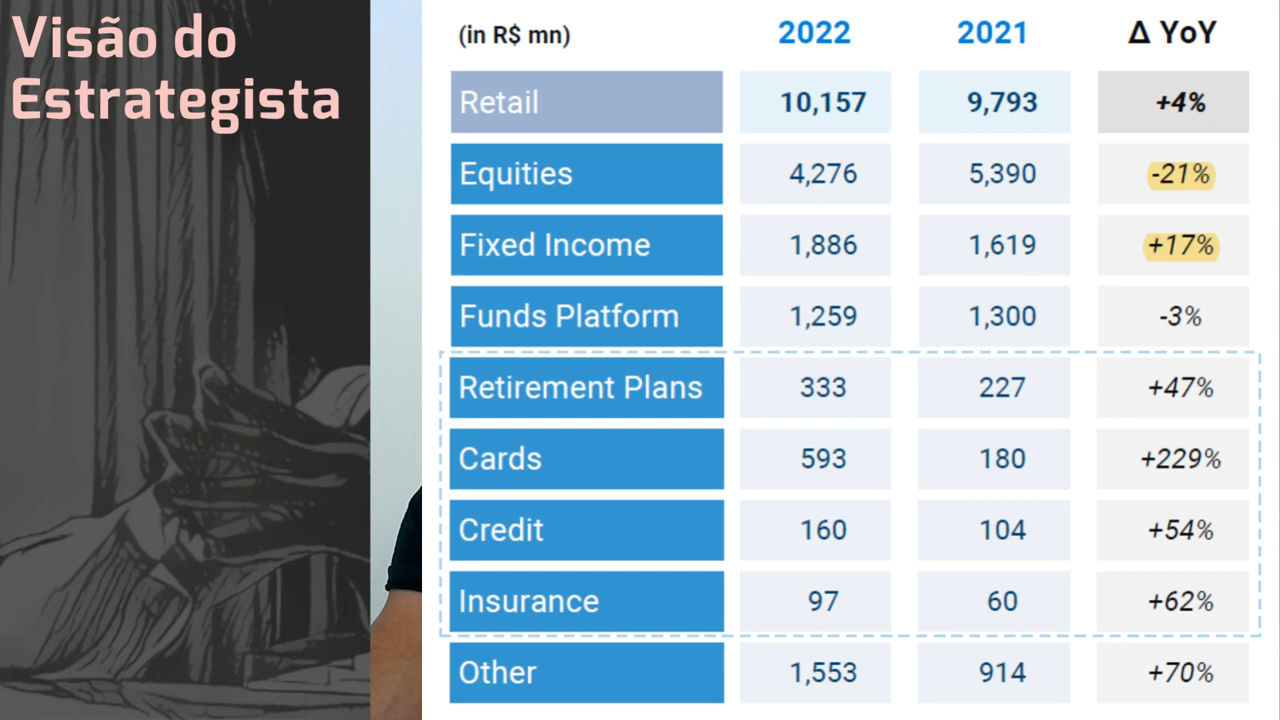 Visão do
Estrategista
(in R$ mn) 2022 2021 Δ YoY
Retail 10,157 9,793 +4%
Equities 4,276 5,390 -21%
Fixed Income 1,886 1,619 +17%
Funds Platform 1,259 1,300 -3%
Retirement Plans 333 227 +47%
Cards 593 180 +229%
Credit 160 104 +54%
Insurance 97 60 +62%
Other 1,553 914 +70%